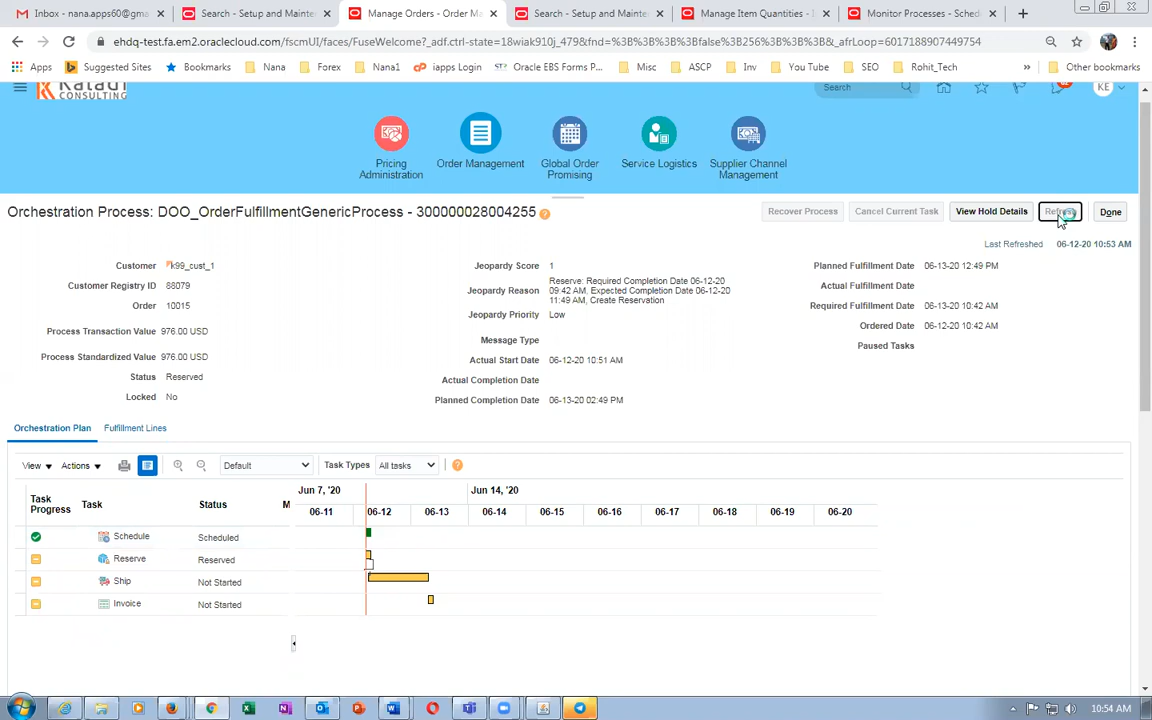 Inbox - nana.apps60@gma
Search - Setup and Mainte
Manage Orders - Order M
Search - Setup and Mainte
Manage Item Quantities - I
Monitor Processes - Sched
ehdq-test.fa.em2.oraclecloud.com/fscmUI/faces/FuseWelcome?_adf.ctrl-state=18wiak910j_479&fnd=%3B%3B%3B%3Bfalse%3B256%3B%3B%3B&_afrLoop=6017188907449754
Apps
Suggested Sites
Bookmarks
Nana
Forex
Nana1
iapps Login
Oracle EBS Forms P...
Misc
ASCP
Inv
You Tube
SEO
Rohit_Tech
»
Other bookmarks
CONSULTING
Search
KE
Pricing Administration
Order Management
Global Order Promising
Service Logistics
Supplier Channel Management
Orchestration Process: DOO_OrderFulfillmentGenericProcess - 300000028004255
Recover Process
Cancel Current Task
View Hold Details
Refresh
Done
Last Refreshed 06-12-20 10:53 AM
Customer k99_cust_1
Customer Registry ID 88079
Order 10015
Process Transaction Value 976.00 USD
Process Standardized Value 976.00 USD
Status Reserved
Locked No
Jeopardy Score 1
Jeopardy Reason Reserve: Required Completion Date 06-12-20
09:42 AM, Expected Completion Date 06-12-20
11:49 AM, Create Reservation
Jeopardy Priority Low
Message Type
Actual Start Date 06-12-20 10:51 AM
Actual Completion Date
Planned Completion Date 06-13-20 02:49 PM
Planned Fulfillment Date 06-13-20 12:49 PM
Actual Fulfillment Date
Required Fulfillment Date 06-13-20 10:42 AM
Ordered Date 06-12-20 10:42 AM
Paused Tasks
Orchestration Plan
Fulfillment Lines
View
Actions
Default
Task Types
All tasks
Task Progress
Task
Status
M
Jun 7, '20
Jun 14, '20
06-11
06-12
06-13
06-14
06-15
06-16
06-17
06-18
06-19
06-20
Schedule Scheduled
Reserve Reserved
Ship Not Started
Invoice Not Started
10:54 AM